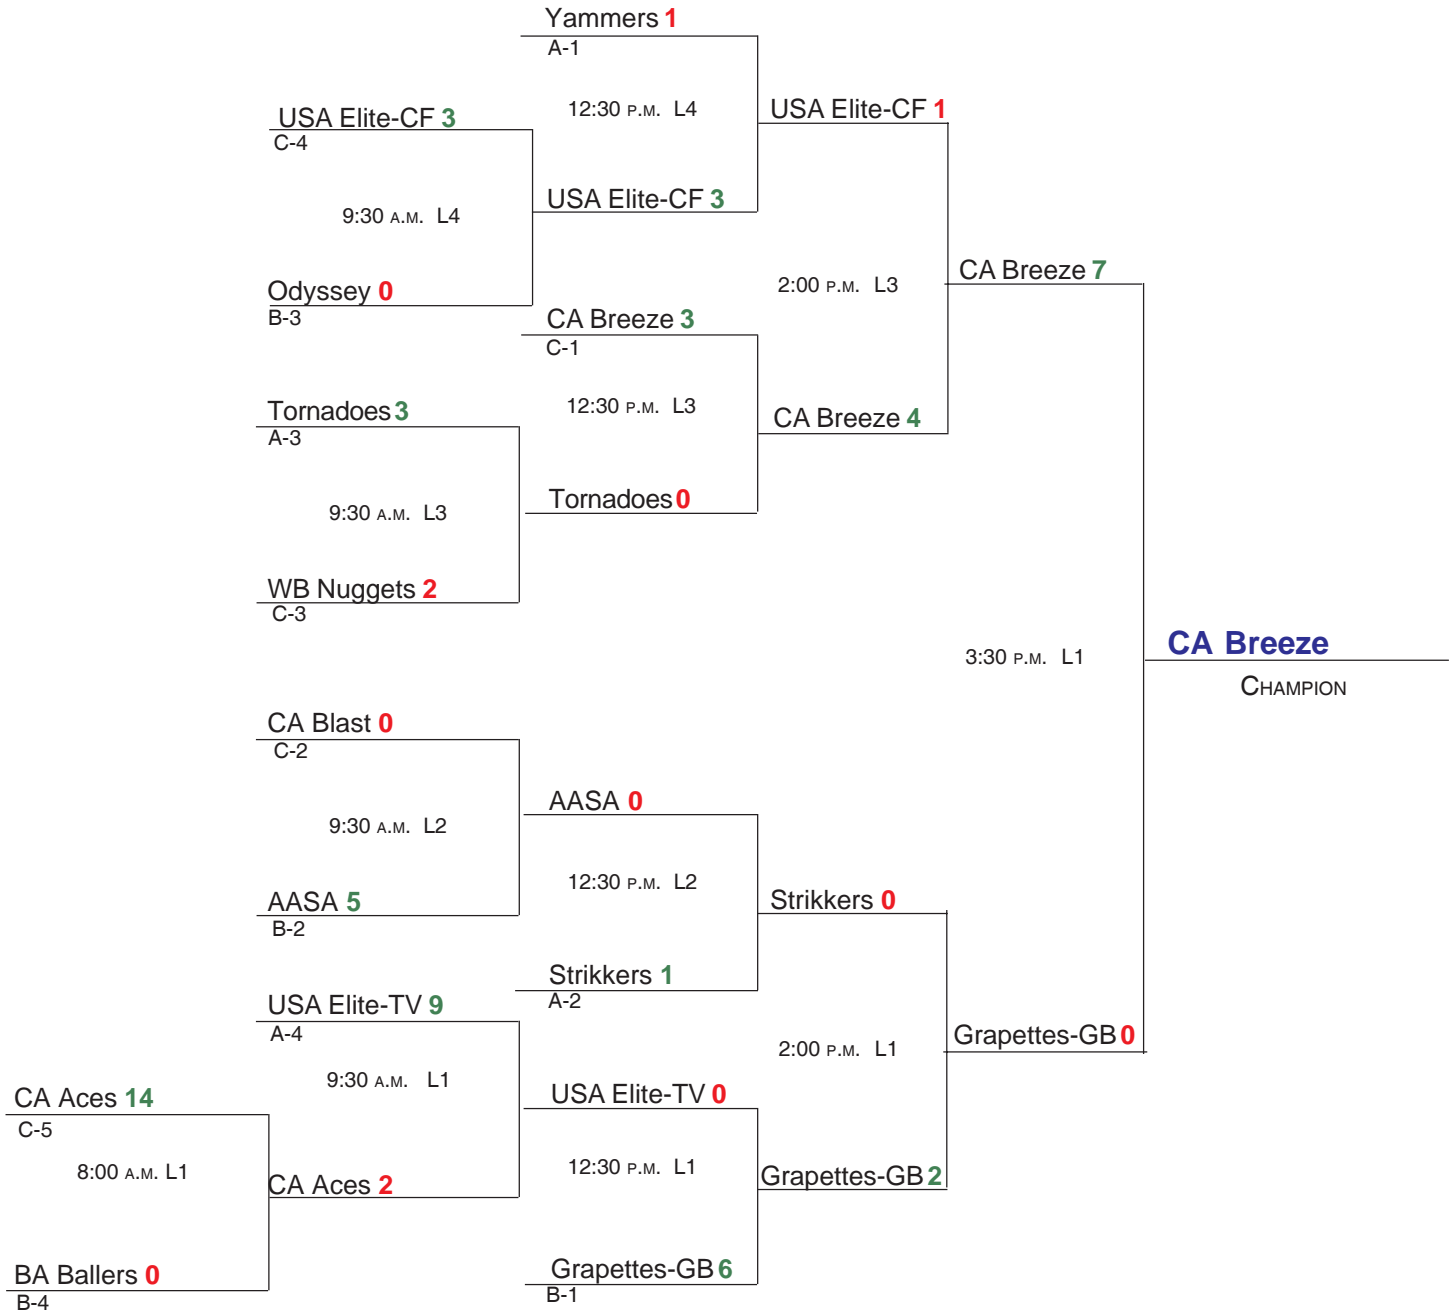 Yammers 1
A-1
12:30 P.M. L4
USA Elite-CF 3
C-4
USA Elite-CF 1
9:30 A.M. L4
USA Elite-CF 3
Odyssey 0
B-3
2:00 P.M. L3
CA Breeze 7
CA Breeze 3
C-1
Tornadoes 3
A-3
12:30 P.M. L3
CA Breeze 4
9:30 A.M. L3
Tornadoes 0
WB Nuggets 2
C-3
3:30 P.M. L1
CA Breeze
CHAMPION
CA Blast 0
C-2
9:30 A.M. L2
AASA 0
12:30 P.M. L2
AASA 5
B-2
Strikkers 0
Strikkers 1
A-2
USA Elite-TV 9
A-4
2:00 P.M. L1
Grapettes-GB 0
9:30 A.M. L1
CA Aces 14
C-5
USA Elite-TV 0
8:00 A.M. L1
CA Aces 2
12:30 P.M. L1
Grapettes-GB 2
BA Ballers 0
B-4
Grapettes-GB 6
B-1